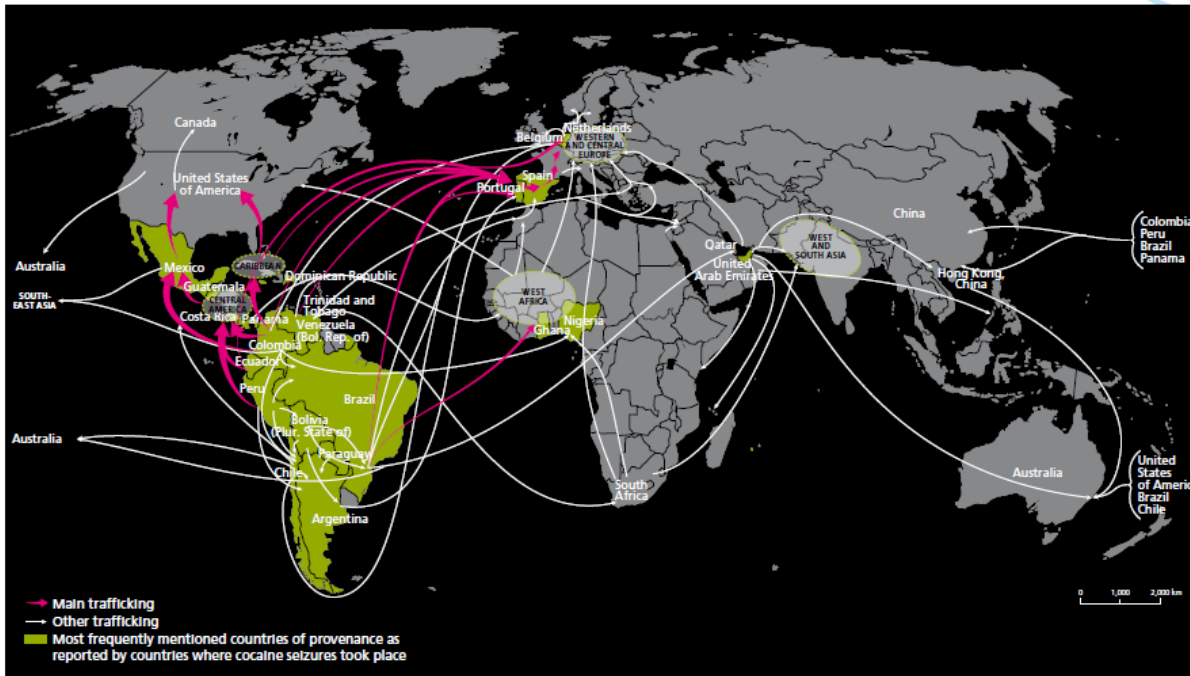 Canada
United States
of America
Australia
SOUTH-
EAST ASIA
Mexico
Guatemala
CENTRAL
AMERICA
Costa Rica
Panama
CARIBBEAN
Dominican Republic
Trinidad and
Tobago
Venezuela
(Bol. Rep. of)
Colombia
Ecuador
Peru
Brazil
Bolivia
(Plur. State of)
Paraguay
Chile
Argentina
Australia
Netherlands
Belgium
WESTERN
AND CENTRAL
EUROPE
Spain
Portugal
WEST
AFRICA
Ghana
Nigeria
South
Africa
Qatar
United
Arab Emirates
WEST
AND
SOUTH ASIA
China
Hong Kong,
China
Colombia
Peru
Brazil
Panama
Australia
United
States
of America
Brazil
Chile
0 1,000 2,000 km
Main trafficking
Other trafficking
Most frequently mentioned countries of provenance as
reported by countries where cocaine seizures took place